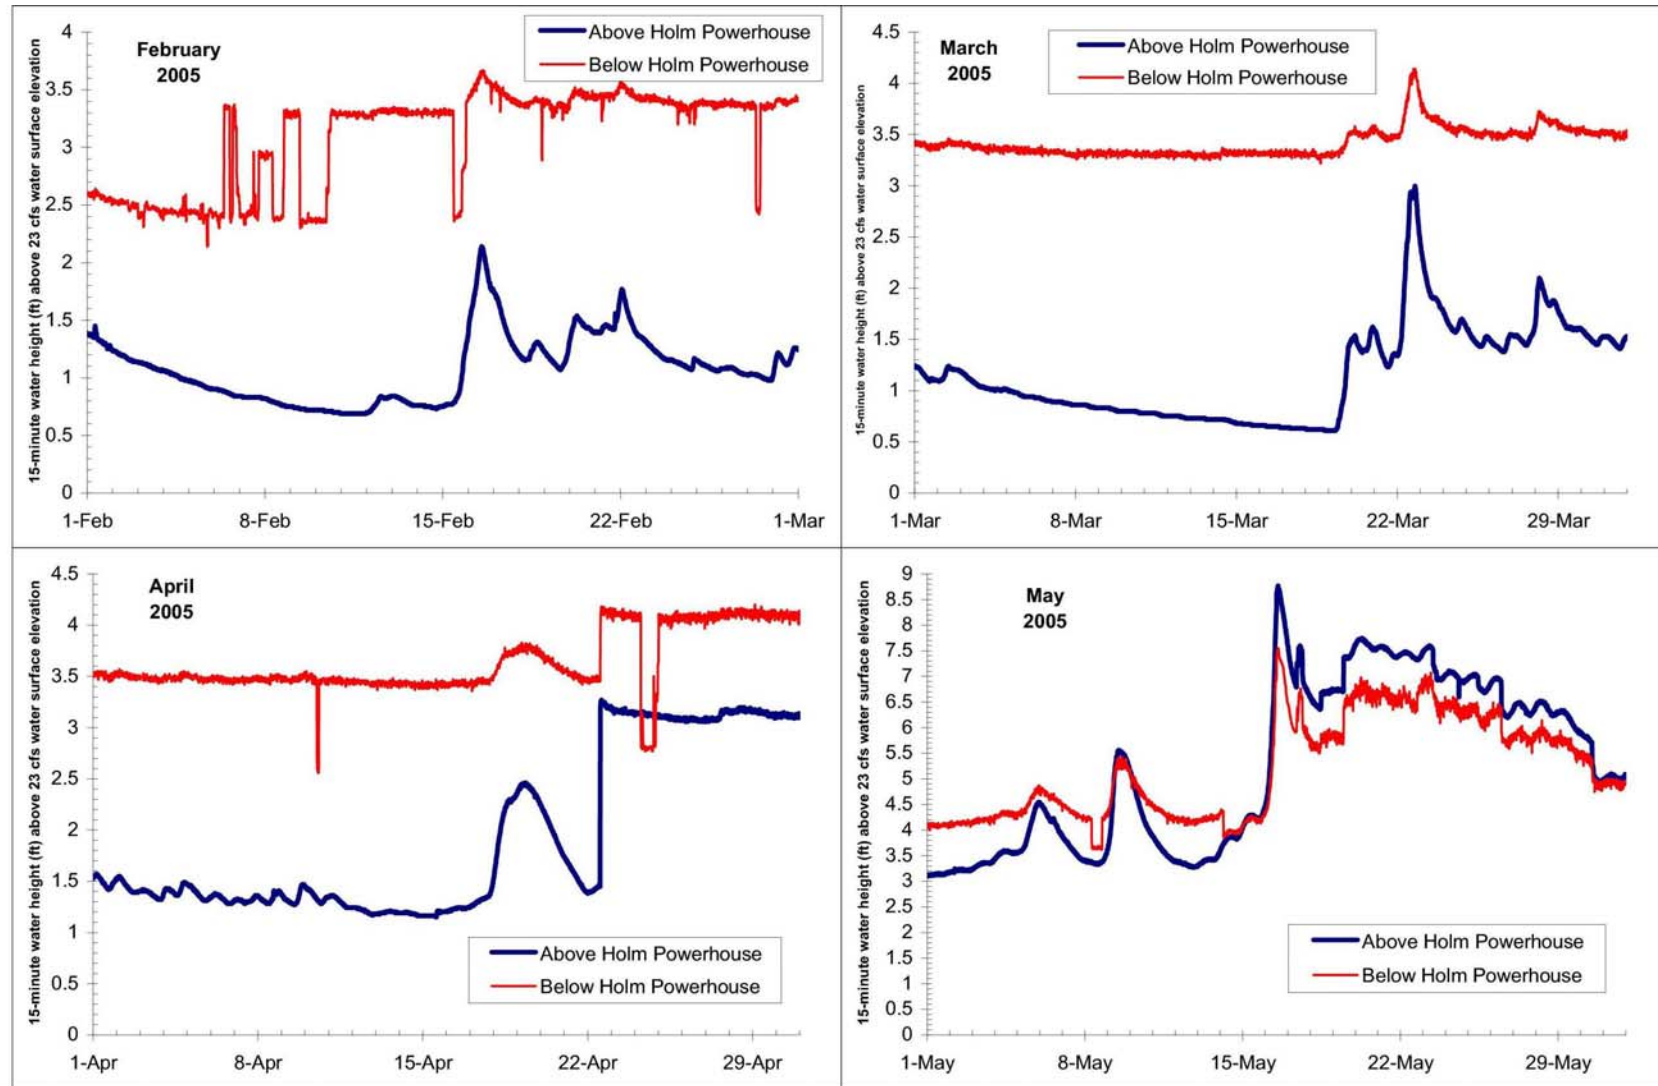 February
2005
Above Holm Powerhouse
Below Holm Powerhouse
15-minute water height (ft) above 23 cfs water surface elevation
4
3.5
3
2.5
2
1.5
1
0.5
0
1-Feb
8-Feb
15-Feb
22-Feb
1-Mar
March
2005
Above Holm Powerhouse
Below Holm Powerhouse
15-minute water height (ft) above 23 cfs water surface elevation
4.5
4
3.5
3
2.5
2
1.5
1
0.5
0
1-Mar
8-Mar
15-Mar
22-Mar
29-Mar
April
2005
15-minute water height (ft) above 23 cfs water surface elevation
4.5
4
3.5
3
2.5
2
1.5
1
0.5
0
Above Holm Powerhouse
Below Holm Powerhouse
1-Apr
8-Apr
15-Apr
22-Apr
29-Apr
May
2005
15-minute water height (ft) above 23 cfs water surface elevation
9
8.5
8
7.5
7
6.5
6
5.5
5
4.5
4
3.5
3
2.5
2
1.5
1
0.5
0
Above Holm Powerhouse
Below Holm Powerhouse
1-May
8-May
15-May
22-May
29-May